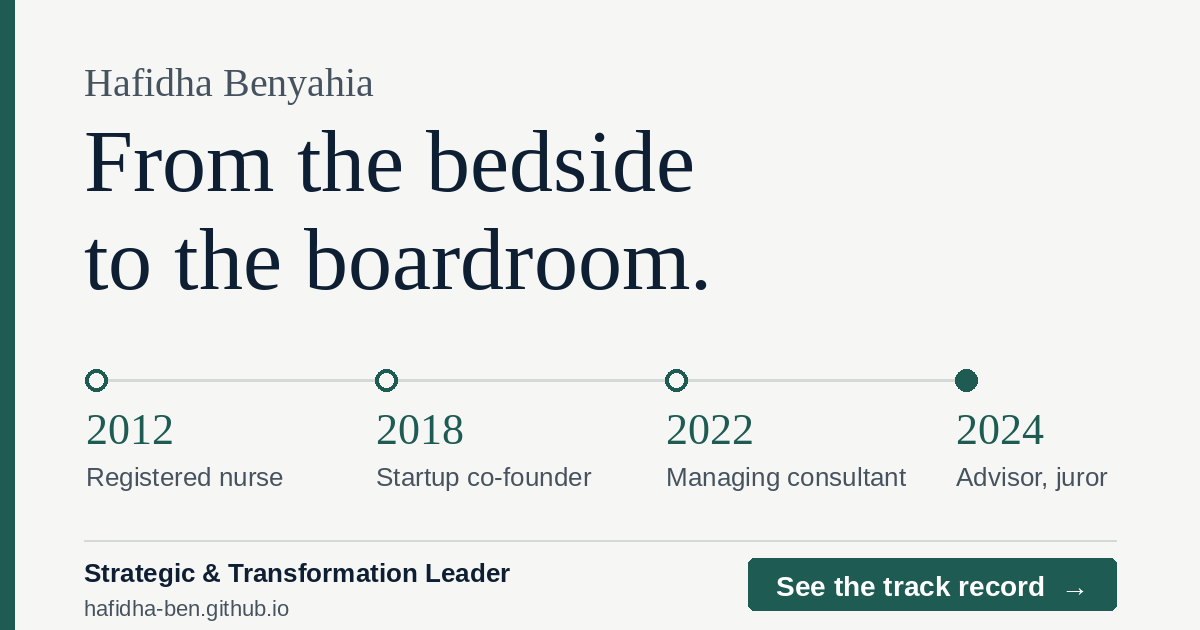 Hafidha Benyahia
From the bedside
to the boardroom.
2012
Registered nurse
2018
Startup co-founder
2022
Managing consultant
2024
Advisor, juror
Strategic & Transformation Leader
hafidha-ben.github.io
See the track record →